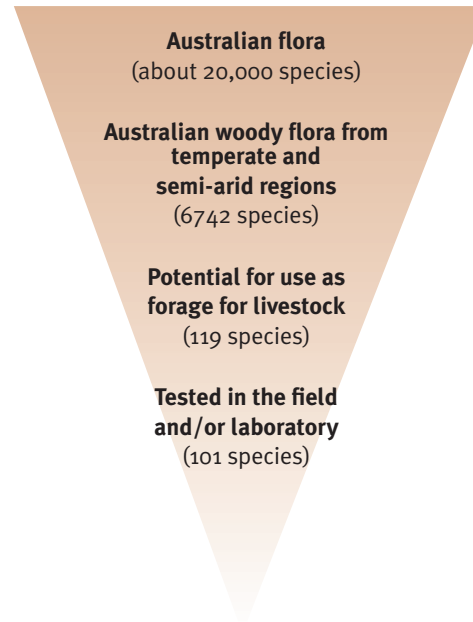 Australian flora
(about 20,000 species)
Australian woody flora from
temperate and
semi-arid regions
(6742 species)
Potential for use as
forage for livestock
(119 species)
Tested in the field
and/or laboratory
(101 species)